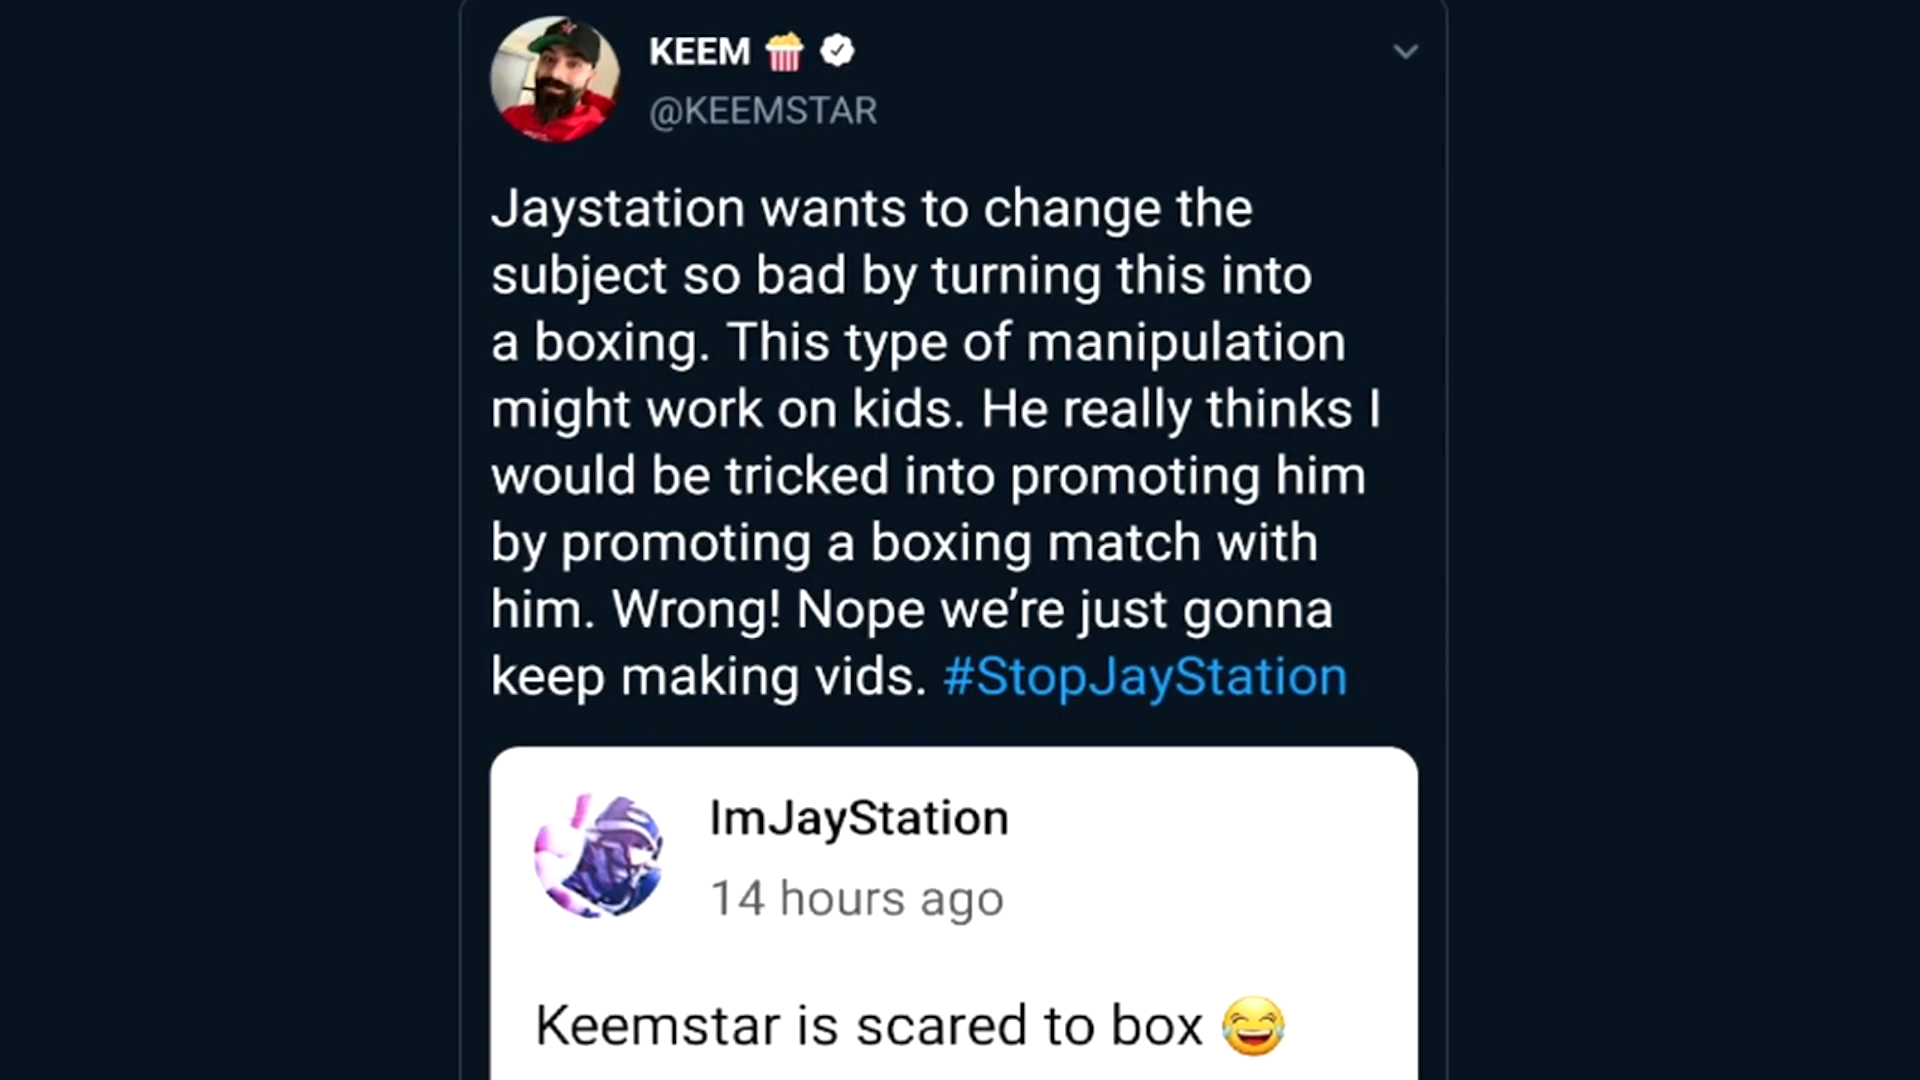 KEEM 🍿
@KEEMSTAR
Jaystation wants to change the
subject so bad by turning this into
a boxing. This type of manipulation
might work on kids. He really thinks I
would be tricked into promoting him
by promoting a boxing match with
him. Wrong! Nope we’re just gonna
keep making vids. #StopJayStation
ImJayStation
14 hours ago
Keemstar is scared to box 😂